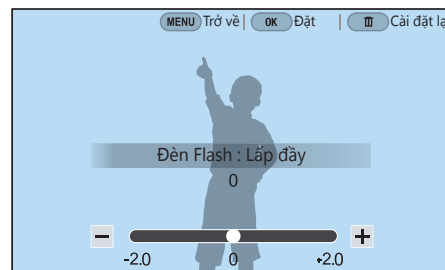 MENU Trở về | OK Đặt | Cài đặt lạ
Đèn Flash : Lấp đầy
0
− +
-2.0 0 +2.0